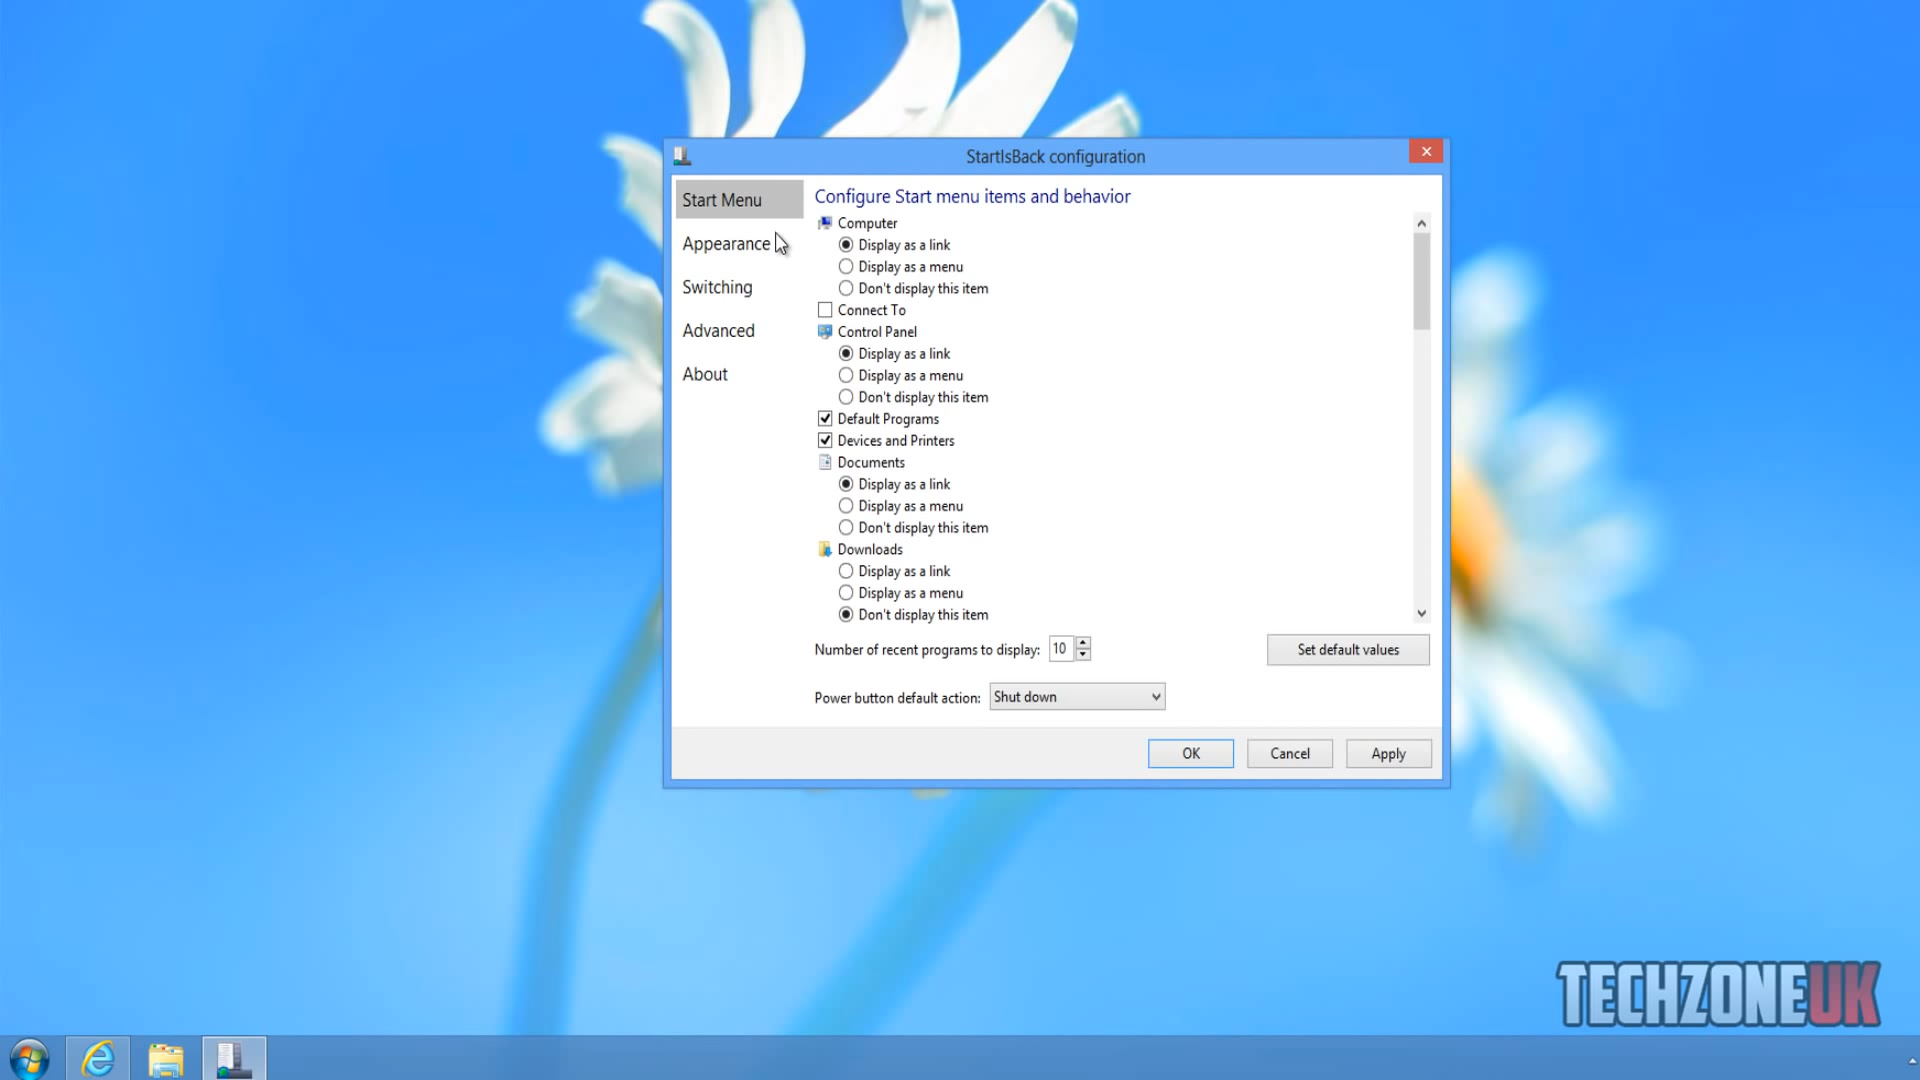 StartIsBack configuration
Start Menu
Appearance
Switching
Advanced
About
Configure Start menu items and behavior
Computer
Display as a link
Display as a menu
Don't display this item
Connect To
Control Panel
Display as a link
Display as a menu
Don't display this item
Default Programs
Devices and Printers
Documents
Display as a link
Display as a menu
Don't display this item
Downloads
Display as a link
Display as a menu
Don't display this item
Number of recent programs to display: 10
Set default values
Power button default action: Shut down
OK Cancel Apply
TECHZONEUK